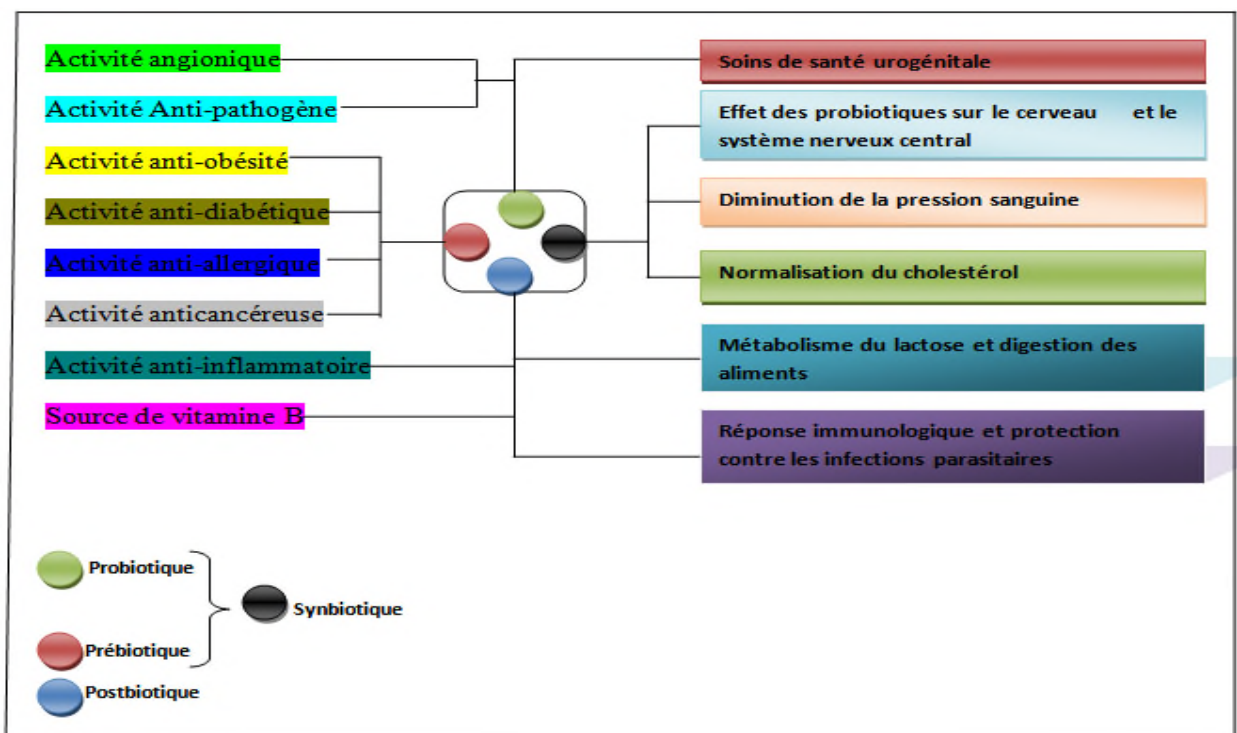 Activité angionique
Activité Anti-pathogène
Activité anti-obésité
Activité anti-diabétique
Activité anti-allergique
Activité anticancéreuse
Activité anti-inflammatoire
Source de vitamine B
Soins de santé urogénitale
Effet des probiotiques sur le cerveau et le
système nerveux central
Diminution de la pression sanguine
Normalisation du cholestérol
Métabolisme du lactose et digestion des
aliments
Réponse immunologique et protection
contre les infections parasitaires
Probiotique
Synbiotique
Prébiotique
Postbiotique